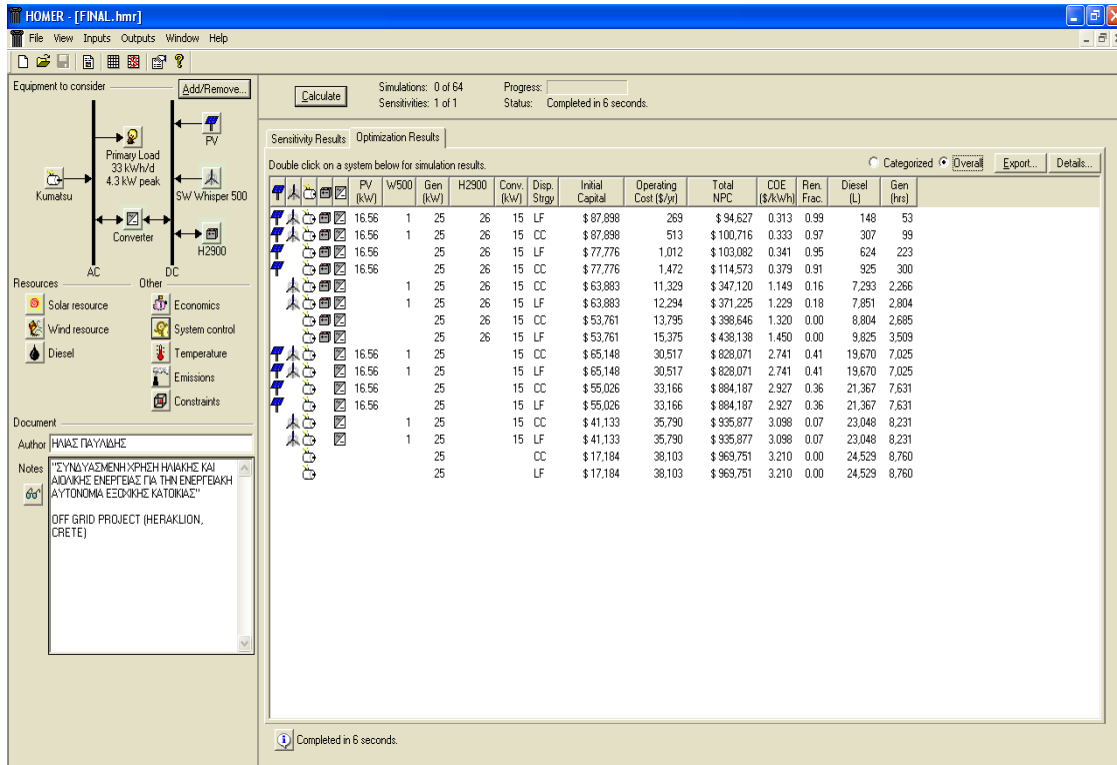 HOMER - [FINAL.hmr]
File View Inputs Outputs Window Help
Equipment to consider Add/Remove...
Primary Load
33 kWh/d
4.3 kW peak
PV
Kumatsu
SW Whisper 500
Converter
H2900
AC DC
Resources Other
Solar resource Economics
Wind resource System control
Diesel Temperature
Emissions
Constraints
Document
Author ΗΛΙΑΣ ΠΑΥΛΙΔΗΣ
Notes "ΣΥΝΔΥΑΣΜΕΝΗ ΧΡΗΣΗ ΗΛΙΑΚΗΣ ΚΑΙ
ΑΙΟΛΙΚΗΣ ΕΝΕΡΓΕΙΑΣ ΓΙΑ ΤΗΝ ΕΝΕΡΓΕΙΑΚΗ
ΑΥΤΟΝΟΜΙΑ ΕΞΟΧΙΚΗΣ ΚΑΤΟΙΚΙΑΣ"
OFF GRID PROJECT (HERAKLION,
CRETE)
Calculate
Simulations: 0 of 64 Progress:
Sensitivities: 1 of 1 Status: Completed in 6 seconds.
Sensitivity Results Optimization Results
Double click on a system below for simulation results. Categorized Overall Export... Details...
PV W500 Gen H2900 Conv. Disp. Initial Operating Total COE Ren. Diesel Gen
(kW) (kW) (kW) Strgy Capital Cost ($/yr) NPC ($/kWh) Frac. (L) (hrs)
16.56 1 25 26 15 LF $ 87,898 269 $ 94,627 0.313 0.99 148 53
16.56 1 25 26 15 CC $ 87,898 513 $ 100,716 0.333 0.97 307 99
16.56 25 26 15 LF $ 77,776 1,012 $ 103,082 0.341 0.95 624 223
16.56 25 26 15 CC $ 77,776 1,472 $ 114,573 0.379 0.91 925 300
1 25 26 15 CC $ 63,883 11,329 $ 347,120 1.149 0.16 7,293 2,266
1 25 26 15 LF $ 63,883 12,294 $ 371,225 1.229 0.18 7,851 2,804
25 26 15 CC $ 53,761 13,795 $ 398,646 1.320 0.00 8,804 2,685
25 26 15 LF $ 53,761 15,375 $ 438,138 1.450 0.00 9,825 3,509
16.56 1 25 15 CC $ 65,148 30,517 $ 828,071 2.741 0.41 19,670 7,025
16.56 1 25 15 LF $ 65,148 30,517 $ 828,071 2.741 0.41 19,670 7,025
16.56 25 15 CC $ 55,026 33,166 $ 884,187 2.927 0.36 21,367 7,631
16.56 25 15 LF $ 55,026 33,166 $ 884,187 2.927 0.36 21,367 7,631
1 25 15 CC $ 41,133 35,790 $ 935,877 3.098 0.07 23,048 8,231
1 25 15 LF $ 41,133 35,790 $ 935,877 3.098 0.07 23,048 8,231
25 CC $ 17,184 38,103 $ 969,751 3.210 0.00 24,529 8,760
25 LF $ 17,184 38,103 $ 969,751 3.210 0.00 24,529 8,760
Completed in 6 seconds.